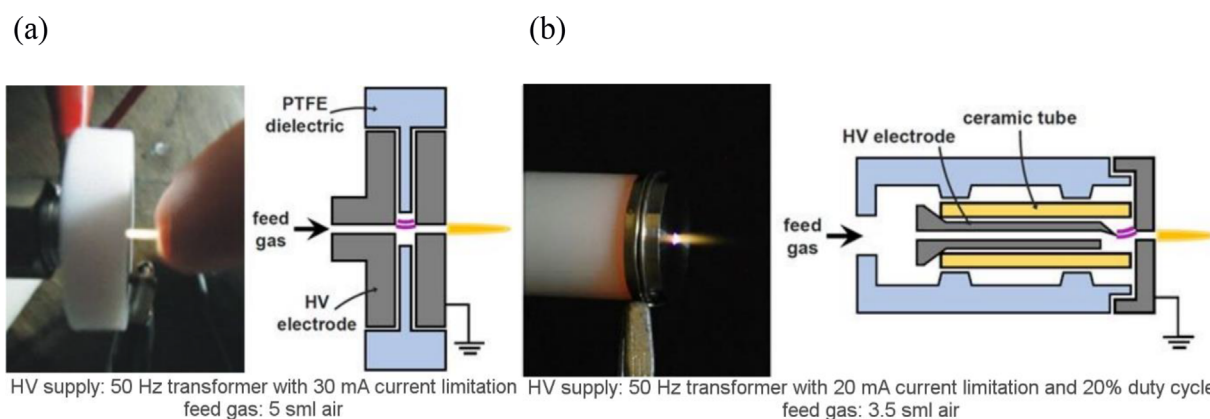 (a)
(b)
PTFE
dielectric
feed
gas
HV
electrode
ceramic tube
HV electrode
feed
gas
HV supply: 50 Hz transformer with 30 mA current limitation
feed gas: 5 sml air
HV supply: 50 Hz transformer with 20 mA current limitation and 20% duty cycle
feed gas: 3.5 sml air